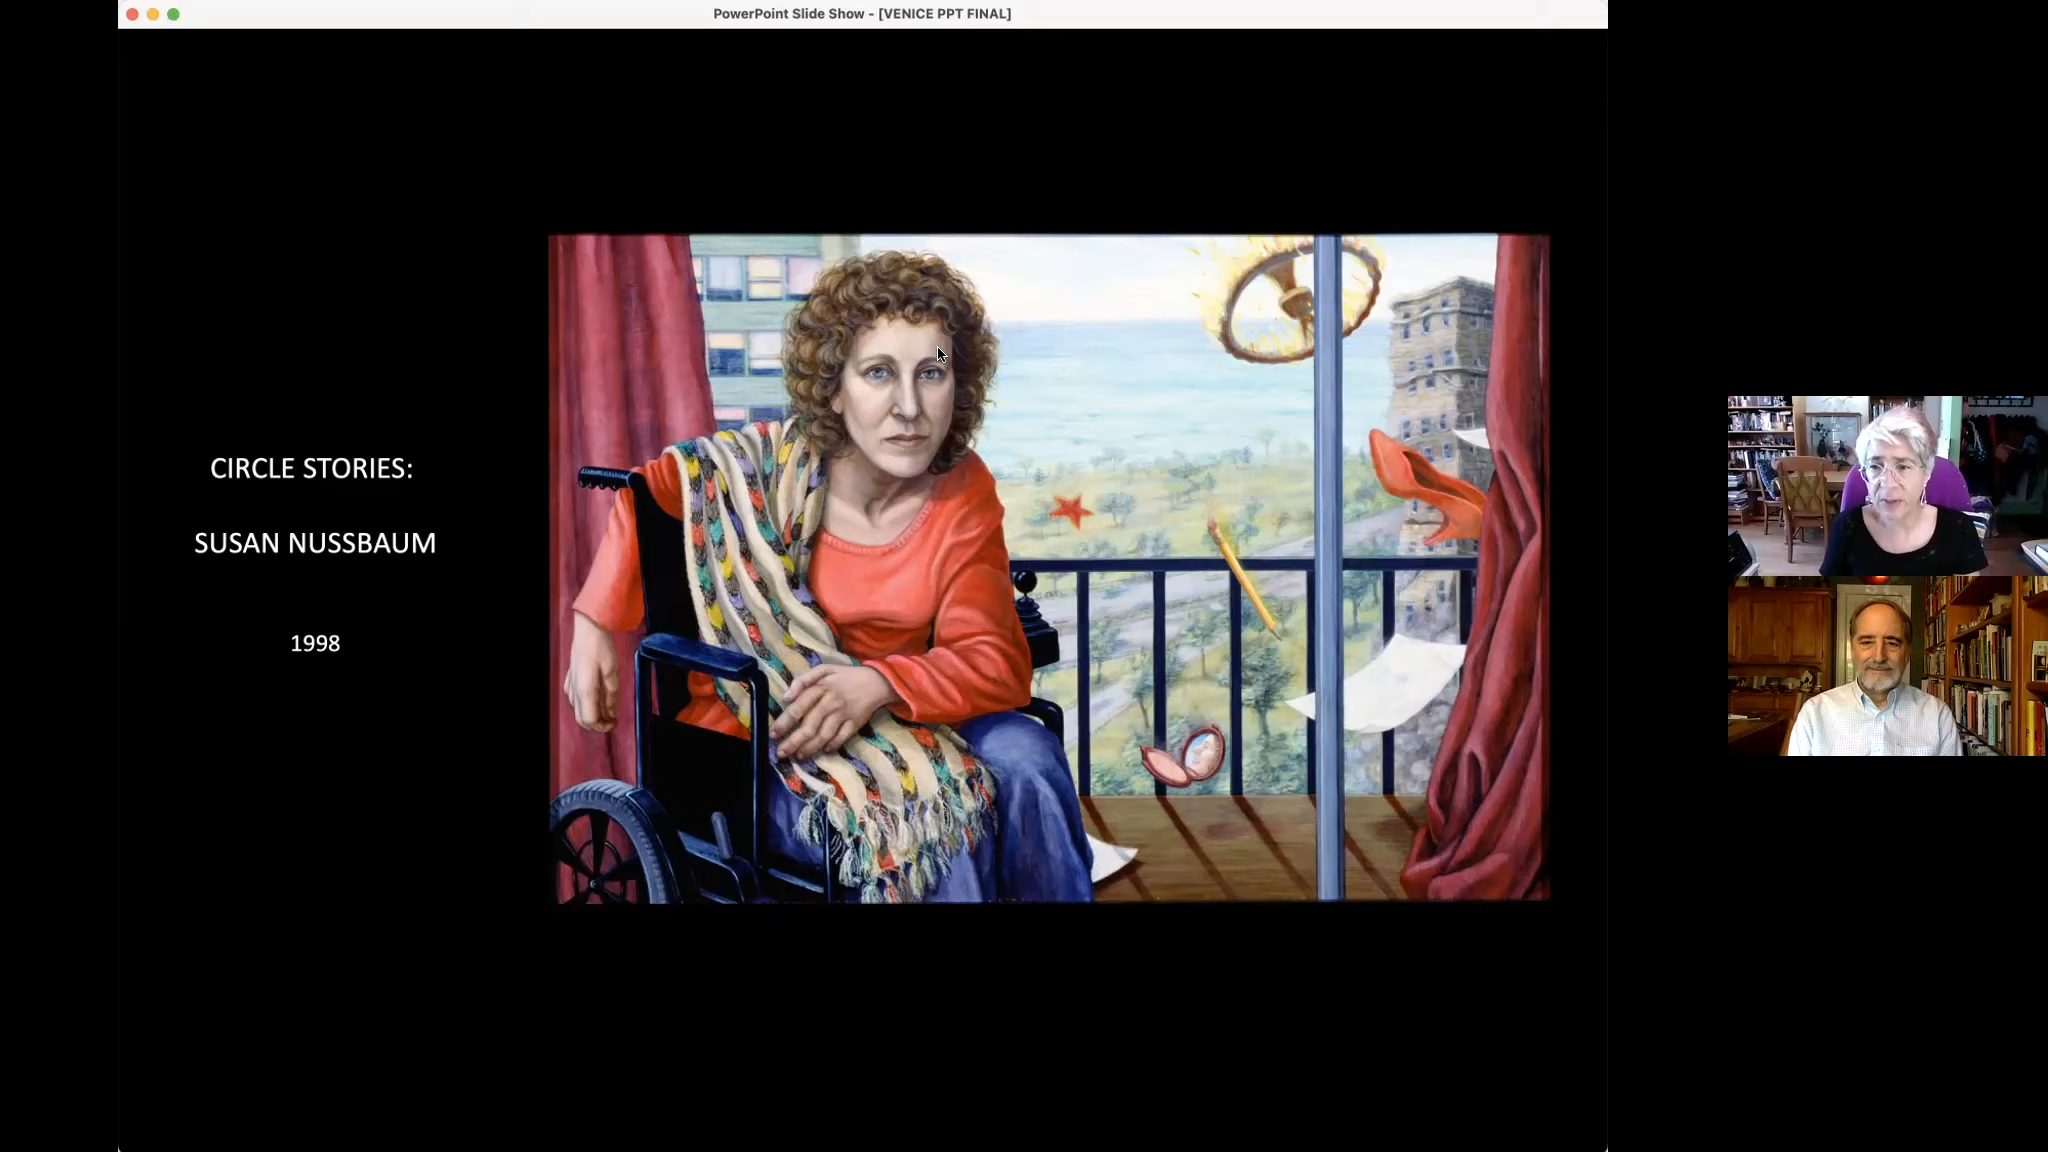 PowerPoint Slide Show - [VENICE PPT FINAL]
CIRCLE STORIES:
SUSAN NUSSBAUM
1998